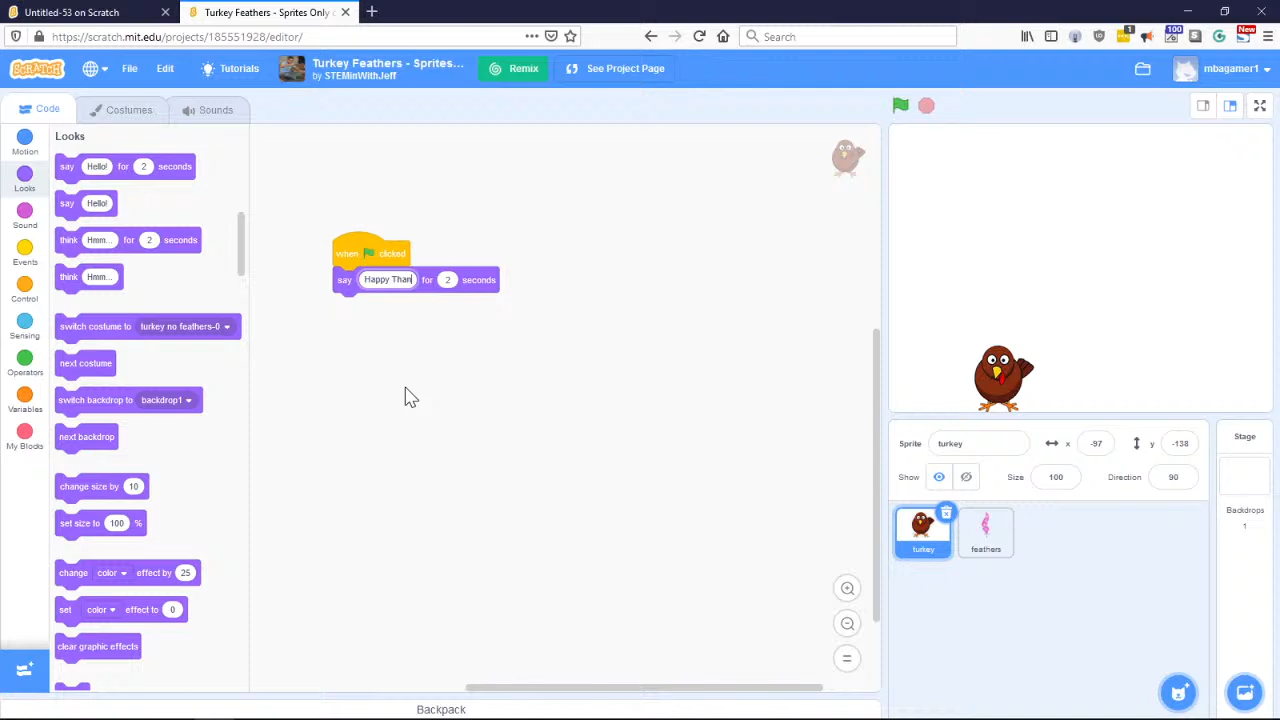 Untitled-53 on Scratch
Turkey Feathers - Sprites Only
https://scratch.mit.edu/projects/185551928/editor/
Search
1
100
New
SCRATCH
File
Edit
Tutorials
Turkey Feathers - Sprites...
by STEMinWithJeff
Remix
See Project Page
mbagamer1
Code
Costumes
Sounds
Motion
Looks
Sound
Events
Control
Sensing
Operators
Variables
My Blocks
Looks
say Hello! for 2 seconds
say Hello!
think Hmm... for 2 seconds
think Hmm...
switch costume to turkey no feathers-0
next costume
switch backdrop to backdrop1
next backdrop
change size by 10
set size to 100 %
change color effect by 25
set color effect to 0
clear graphic effects
when clicked
say Happy Than for 2 seconds
Sprite turkey x -97 y -138
Show Size 100 Direction 90
turkey
feathers
Stage
Backdrops
1
Backpack